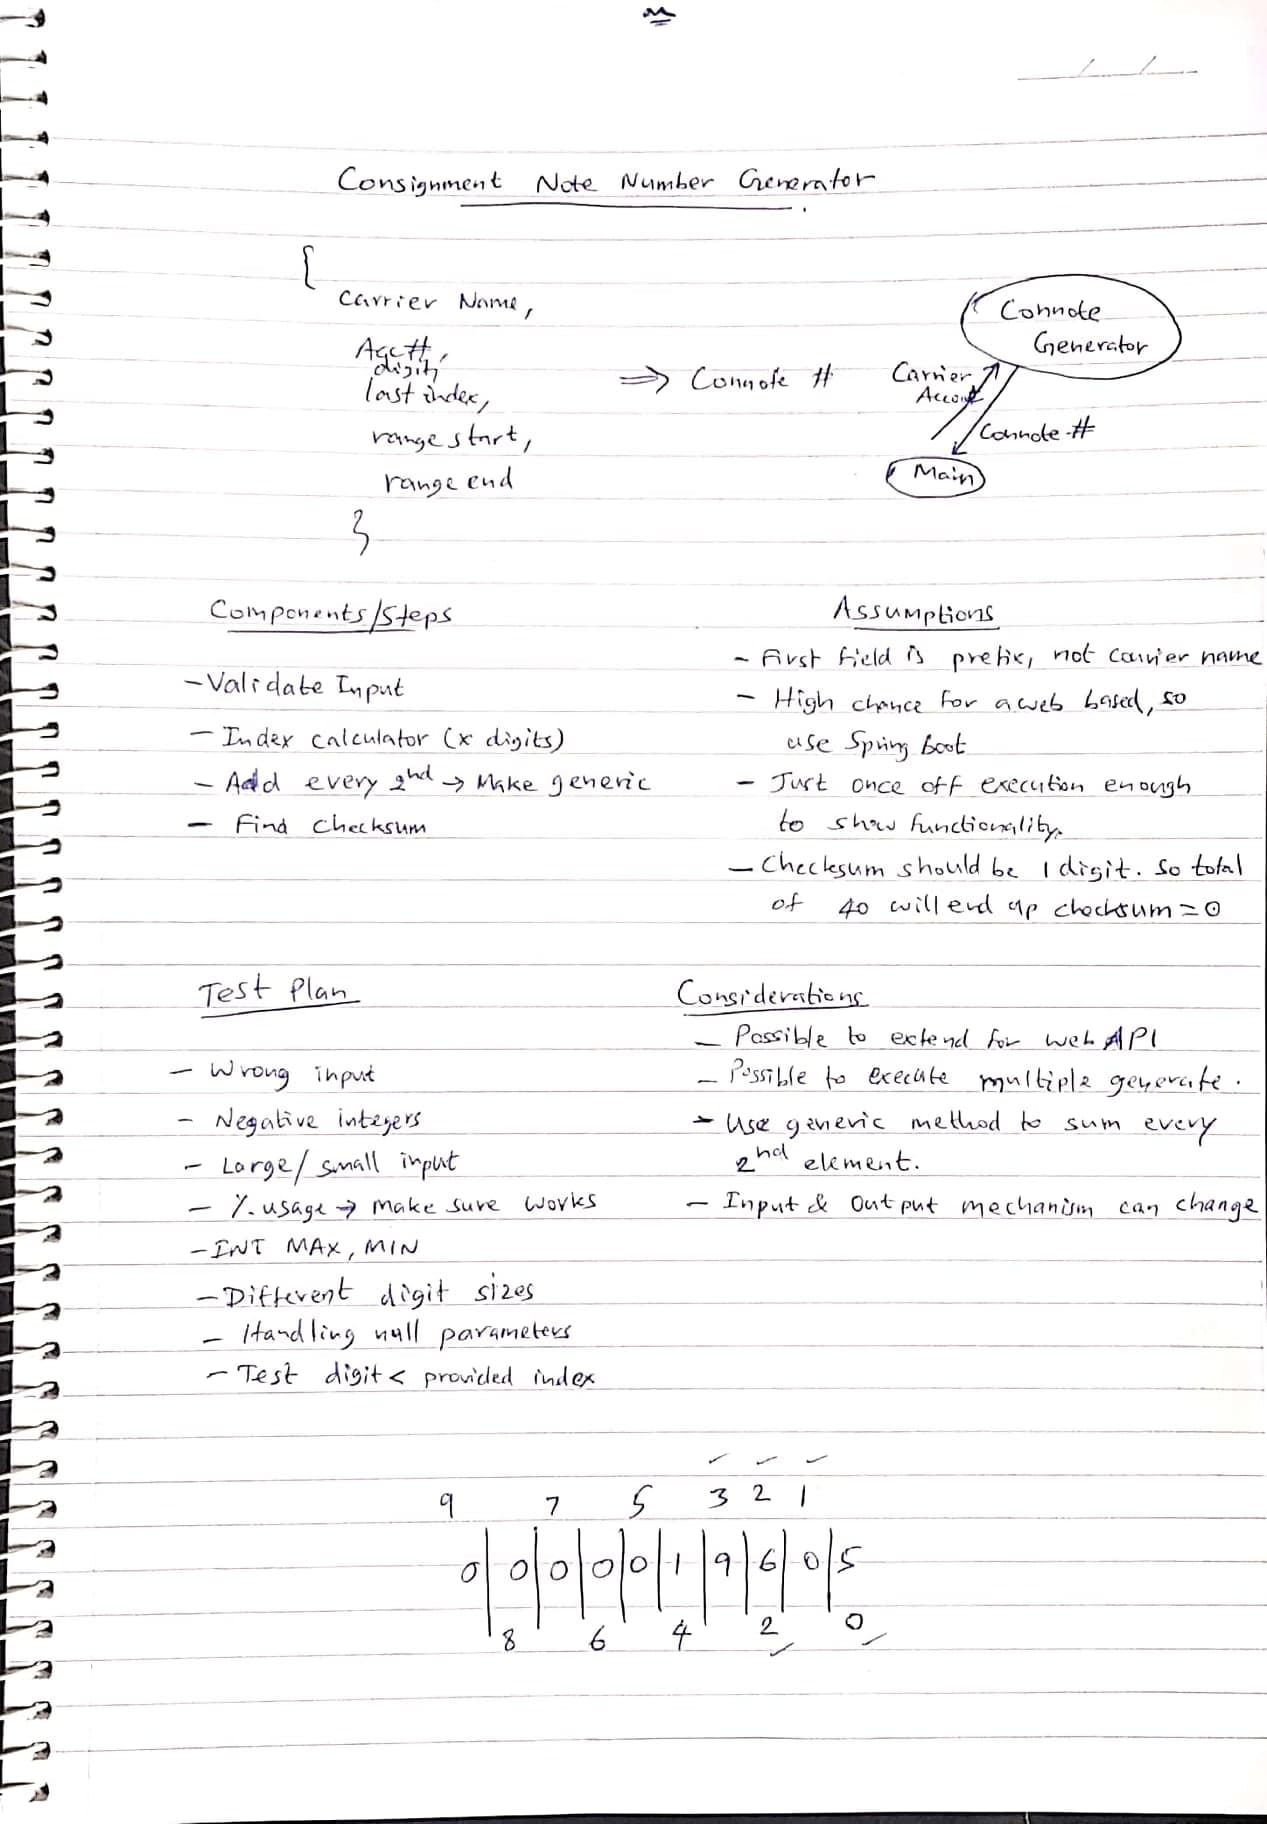 Consignment Note Number Generator
{
Carrier Name,
Acc#,
digits
last index,
range start,
range end
}
=> Connote #
Connote
Generator
Carrier
Account
Connote #
Main
Components/Steps
- Validate Input
- Index calculator (x digits)
- Add every 2nd → Make generic
- Find Checksum
Assumptions
- First field is prefix, not carrier name
- High chance for a web based, so
use Spring boot
- Just once off execution enough
to show functionality.
- Checksum should be 1 digit. So total
of 40 will end up checksum = 0
Test Plan
- Wrong input
- Negative integers
- Large/small input
- % usage → Make sure works
- INT MAX, MIN
- Different digit sizes
- Handling null parameters
- Test digit < provided index
Considerations
- Possible to extend for web API
- Possible to execute multiple generate.
- Use generic method to sum every
2nd element.
- Input & Output mechanism can change
9 7 5 3 2 1
0|0|0|0|0|1|9|6|0|5
8 6 4 2 0